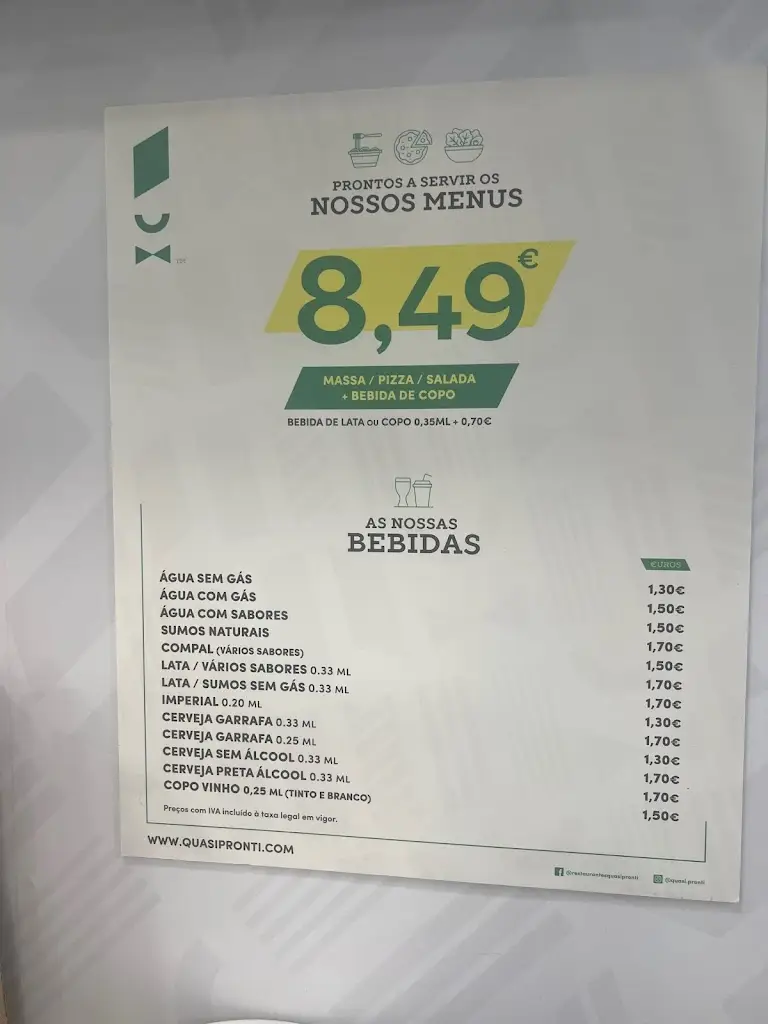 PRONTOS A SERVIR OS
NOSSOS MENUS
8,49€
MASSA / PIZZA / SALADA
+ BEBIDA DE COPO
BEBIDA DE LATA OU COPO 0,35ML + 0,70€
AS NOSSAS
BEBIDAS
EUROS
ÁGUA SEM GÁS 1,30€
ÁGUA COM GÁS 1,50€
ÁGUA COM SABORES 1,50€
SUMOS NATURAIS 1,70€
COMPAL (VÁRIOS SABORES) 1,50€
LATA / VÁRIOS SABORES 0.33 ML 1,70€
LATA / SUMOS SEM GÁS 0.33 ML 1,70€
IMPERIAL 0.20 ML 1,30€
CERVEJA GARRAFA 0.33 ML 1,70€
CERVEJA GARRAFA 0.25 ML 1,30€
CERVEJA SEM ÁLCOOL 0.33 ML 1,70€
CERVEJA PRETA ÁLCOOL 0.33 ML 1,70€
COPO VINHO 0,25 ML (TINTO E BRANCO) 1,50€
Preços com IVA incluído à taxa legal em vigor.
WWW.QUASIPRONTI.COM
@restaurantequasipronti @quasi.pronti